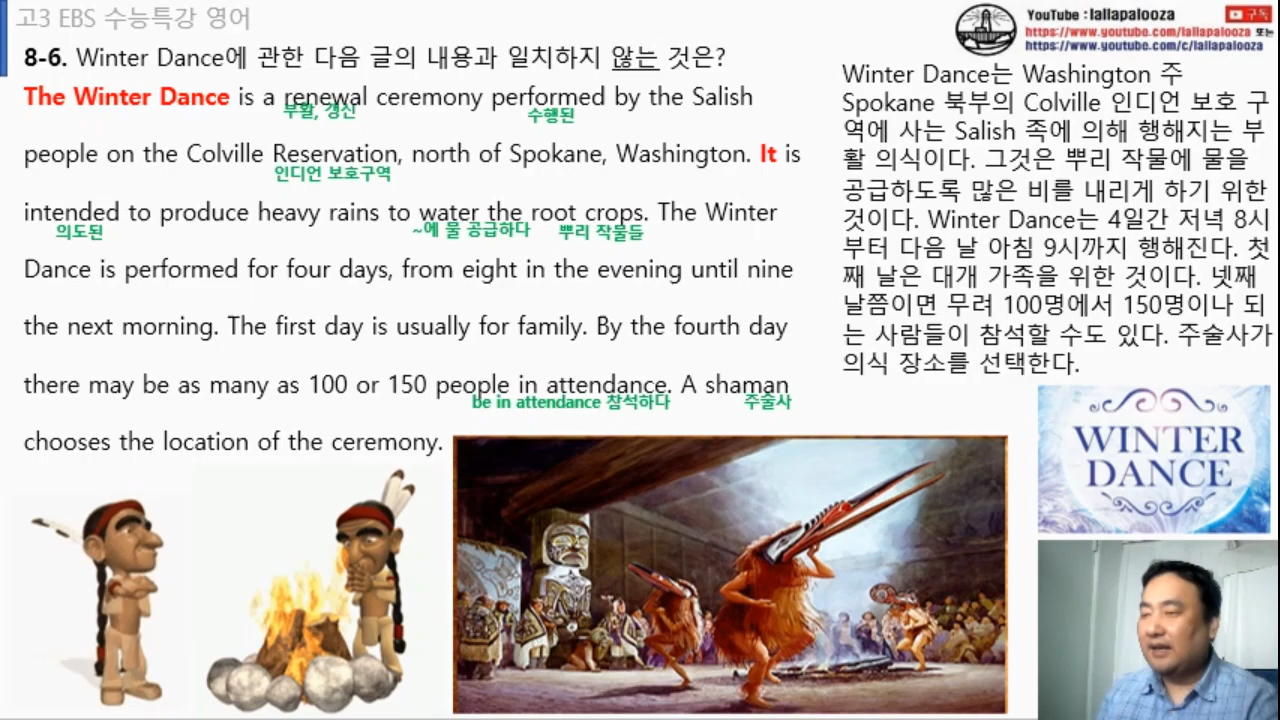 고3 EBS 수능특강 영어
YouTube : lallapalooza
구독
https://www.youtube.com/lallapalooza 또는
https://www.youtube.com/c/lallapalooza
8-6. Winter Dance에 관한 다음 글의 내용과 일치하지 않는 것은?
The Winter Dance is a renewal ceremony performed by the Salish
부활, 갱신
수행된
people on the Colville Reservation, north of Spokane, Washington. It is
인디언 보호구역
intended to produce heavy rains to water the root crops. The Winter
의도된
~에 물 공급하다
뿌리 작물들
Dance is performed for four days, from eight in the evening until nine
the next morning. The first day is usually for family. By the fourth day
there may be as many as 100 or 150 people in attendance. A shaman
be in attendance 참석하다
주술사
chooses the location of the ceremony.
Winter Dance는 Washington 주
Spokane 북부의 Colville 인디언 보호 구
역에 사는 Salish 족에 의해 행해지는 부
활 의식이다. 그것은 뿌리 작물에 물을
공급하도록 많은 비를 내리게 하기 위한
것이다. Winter Dance는 4일간 저녁 8시
부터 다음 날 아침 9시까지 행해진다. 첫
째 날은 대개 가족을 위한 것이다. 넷째
날쯤이면 무려 100명에서 150명이나 되
는 사람들이 참석할 수도 있다. 주술사가
의식 장소를 선택한다.
WINTER
DANCE